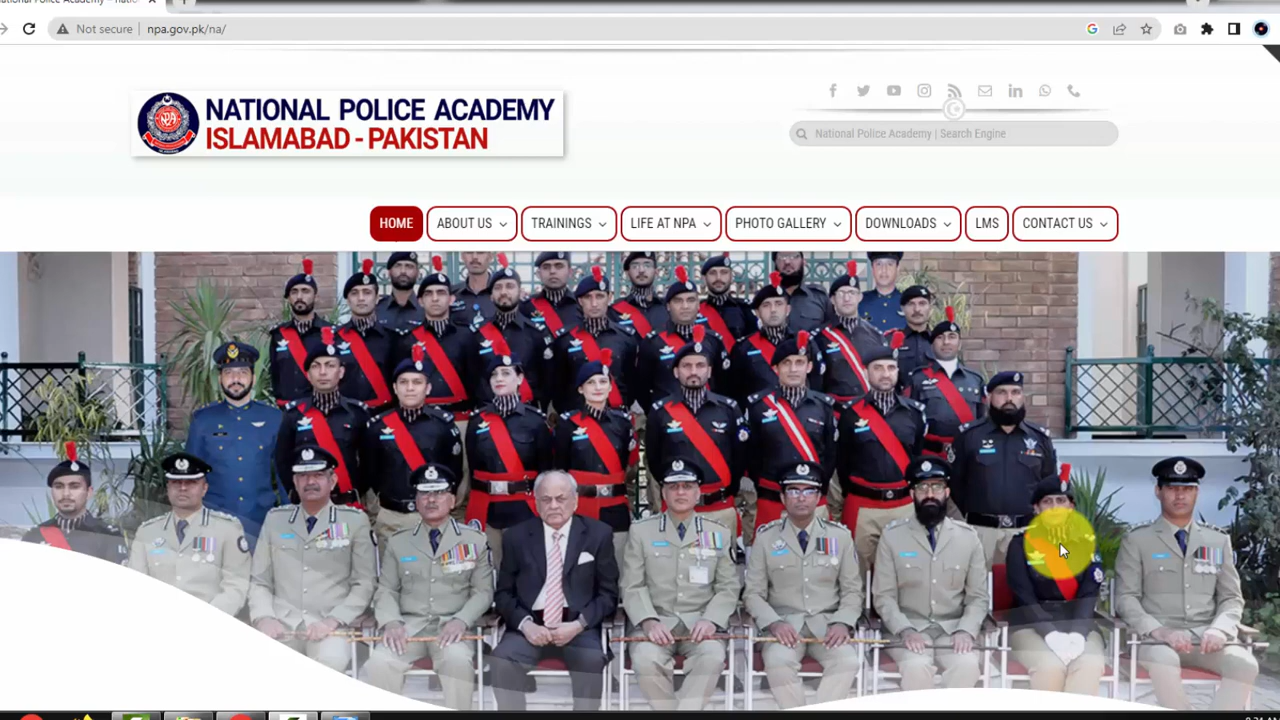 Not secure | npa.gov.pk/na/
NATIONAL POLICE ACADEMY
ISLAMABAD - PAKISTAN
NPA
National Police Academy | Search Engine
HOME
ABOUT US
TRAININGS
LIFE AT NPA
PHOTO GALLERY
DOWNLOADS
LMS
CONTACT US